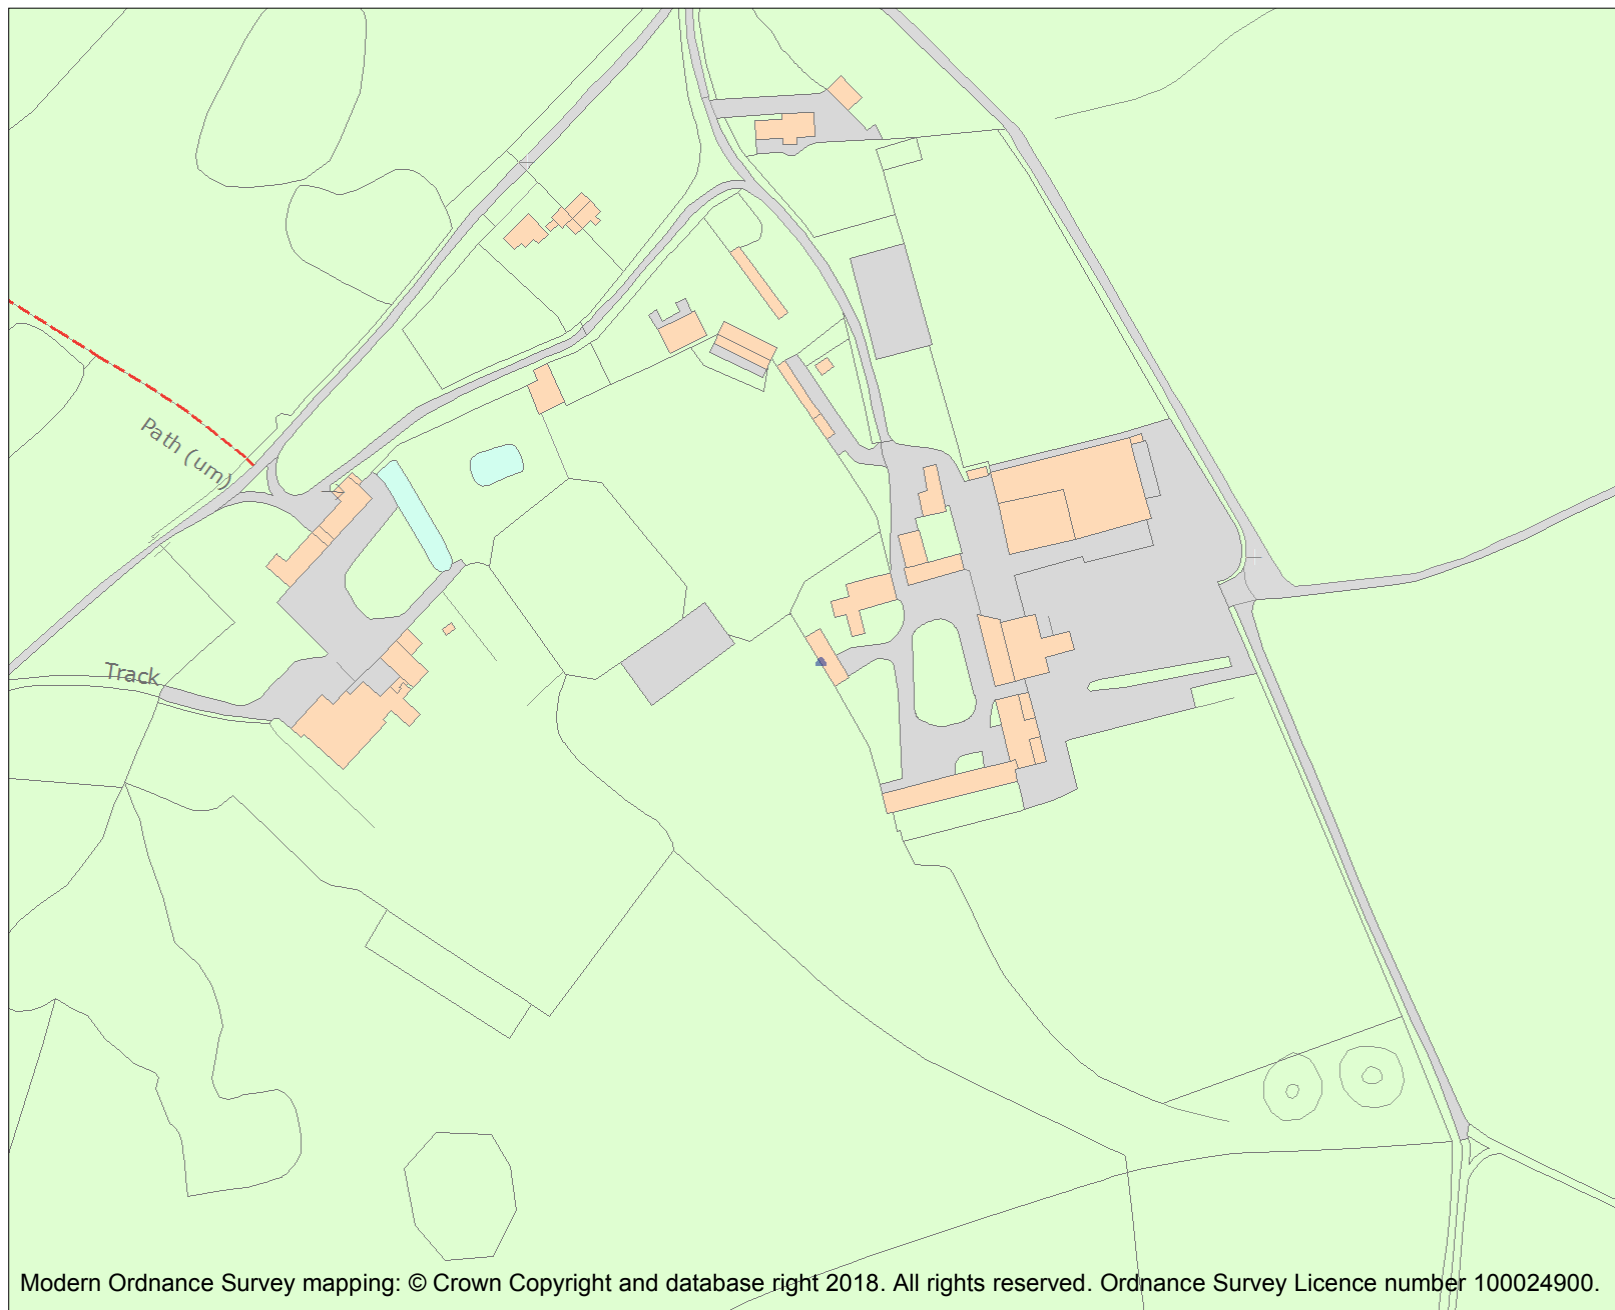 Path (um)
Track
Modern Ordnance Survey mapping: © Crown Copyright and database right 2018. All rights reserved. Ordnance Survey Licence number 100024900.